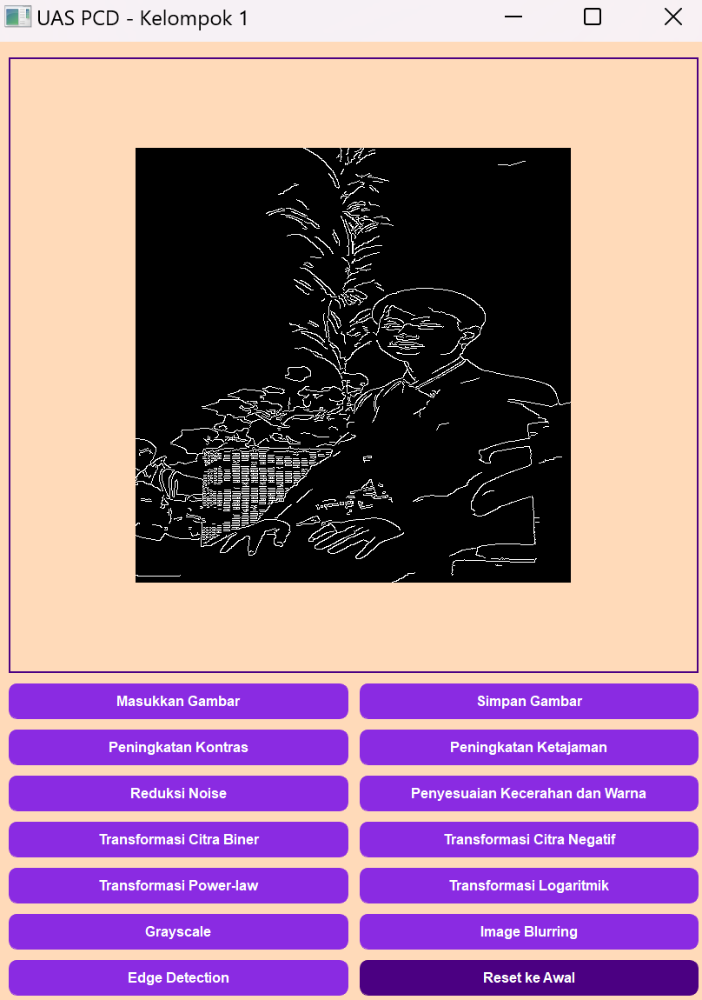 UAS PCD - Kelompok 1
Masukkan Gambar
Simpan Gambar
Peningkatan Kontras
Peningkatan Ketajaman
Reduksi Noise
Penyesuaian Kecerahan dan Warna
Transformasi Citra Biner
Transformasi Citra Negatif
Transformasi Power-law
Transformasi Logaritmik
Grayscale
Image Blurring
Edge Detection
Reset ke Awal